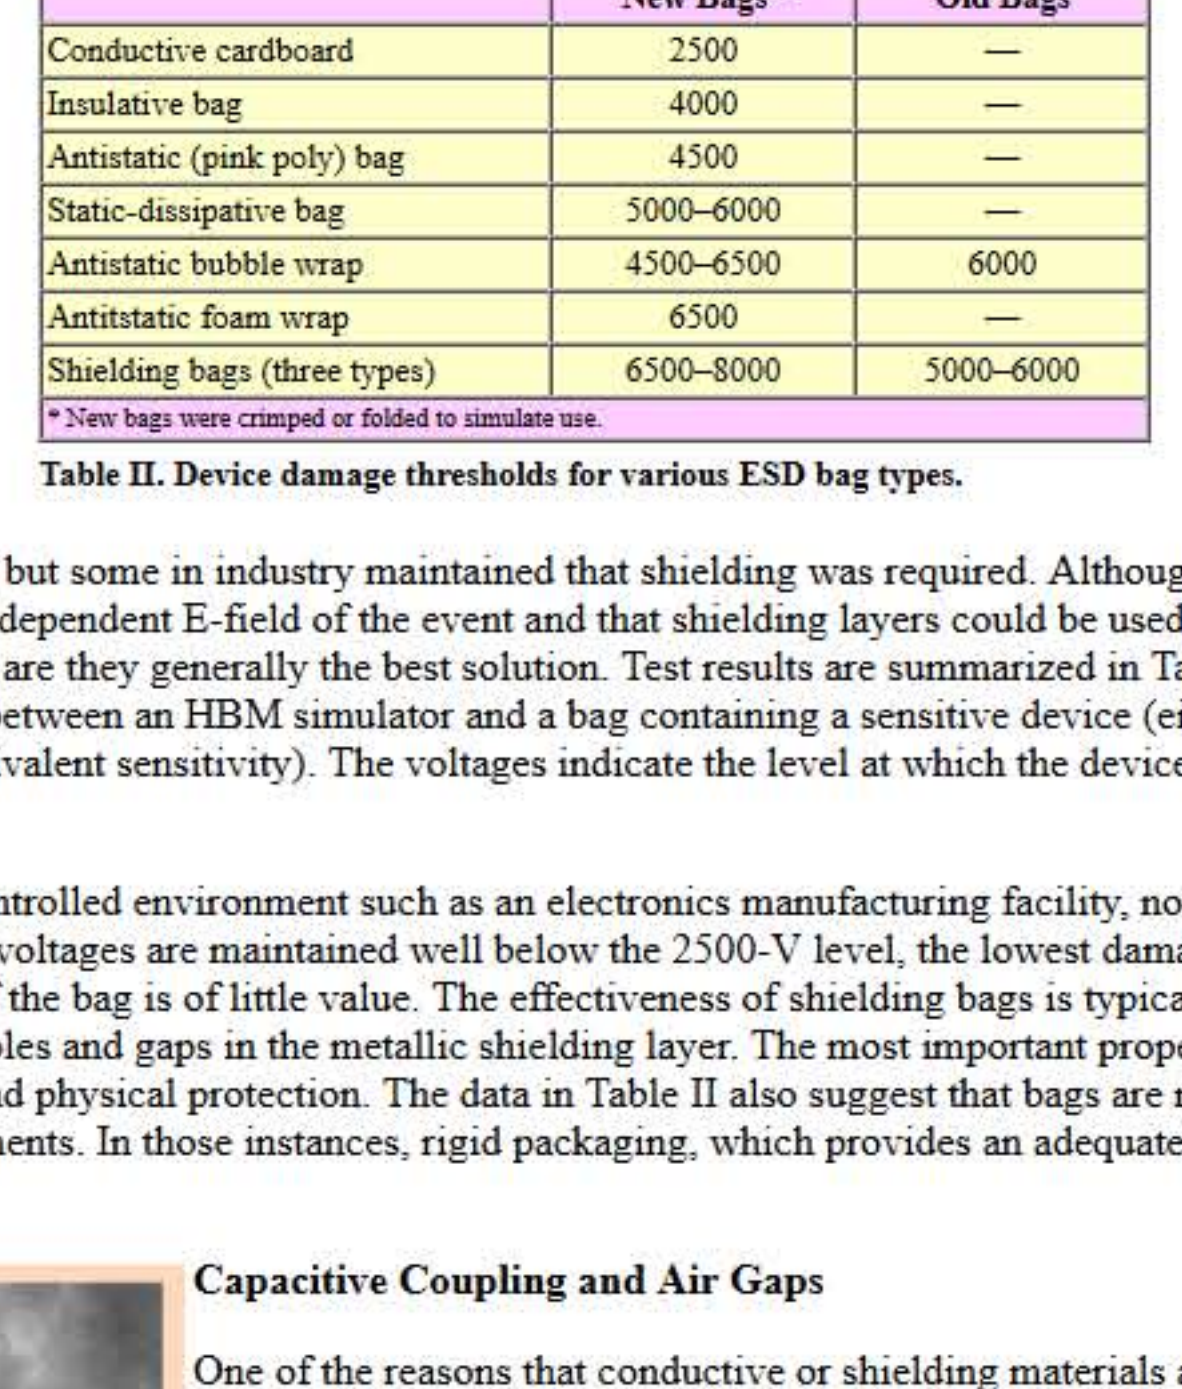 New Bags Old Bags
Conductive cardboard 2500 —
Insulative bag 4000 —
Antistatic (pink poly) bag 4500 —
Static-dissipative bag 5000–6000 —
Antistatic bubble wrap 4500–6500 6000
Antitstatic foam wrap 6500 —
Shielding bags (three types) 6500–8000 5000–6000
* New bags were crimped or folded to simulate use.
Table II. Device damage thresholds for various ESD bag types.
but some in industry maintained that shielding was required. Althoug
dependent E-field of the event and that shielding layers could be used
are they generally the best solution. Test results are summarized in Ta
between an HBM simulator and a bag containing a sensitive device (ei
valent sensitivity). The voltages indicate the level at which the device
ntrolled environment such as an electronics manufacturing facility, no
voltages are maintained well below the 2500-V level, the lowest dama
the bag is of little value. The effectiveness of shielding bags is typica
les and gaps in the metallic shielding layer. The most important prope
d physical protection. The data in Table II also suggest that bags are
ents. In those instances, rigid packaging, which provides an adequate
Capacitive Coupling and Air Gaps
One of the reasons that conductive or shielding materials